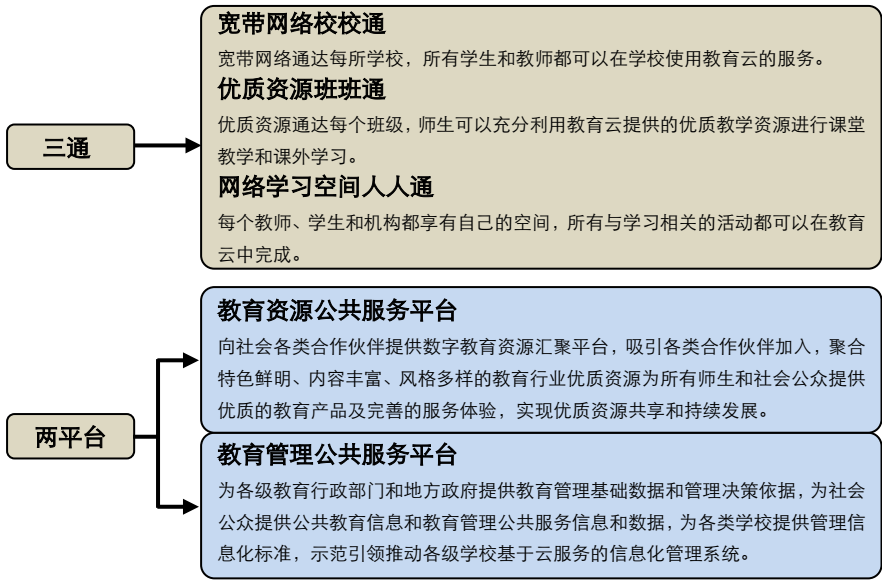 三通
宽带网络校校通
宽带网络通达每所学校，所有学生和教师都可以在学校使用教育云的服务。
优质资源班班通
优质资源通达每个班级，师生可以充分利用教育云提供的优质教学资源进行课堂
教学和课外学习。
网络学习空间人人通
每个教师、学生和机构都享有自己的空间，所有与学习相关的活动都可以在教育
云中完成。
两平台
教育资源公共服务平台
向社会各类合作伙伴提供数字教育资源汇聚平台，吸引各类合作伙伴加入，聚合
特色鲜明、内容丰富、风格多样的教育行业优质资源为所有师生和社会公众提供
优质的教育产品及完善的服务体验，实现优质资源共享和持续发展。
教育管理公共服务平台
为各级教育行政部门和地方政府提供教育管理基础数据和管理决策依据，为社会
公众提供公共教育信息和教育管理公共服务信息和数据，为各类学校提供管理信
息化标准，示范引领推动各级学校基于云服务的信息化管理系统。